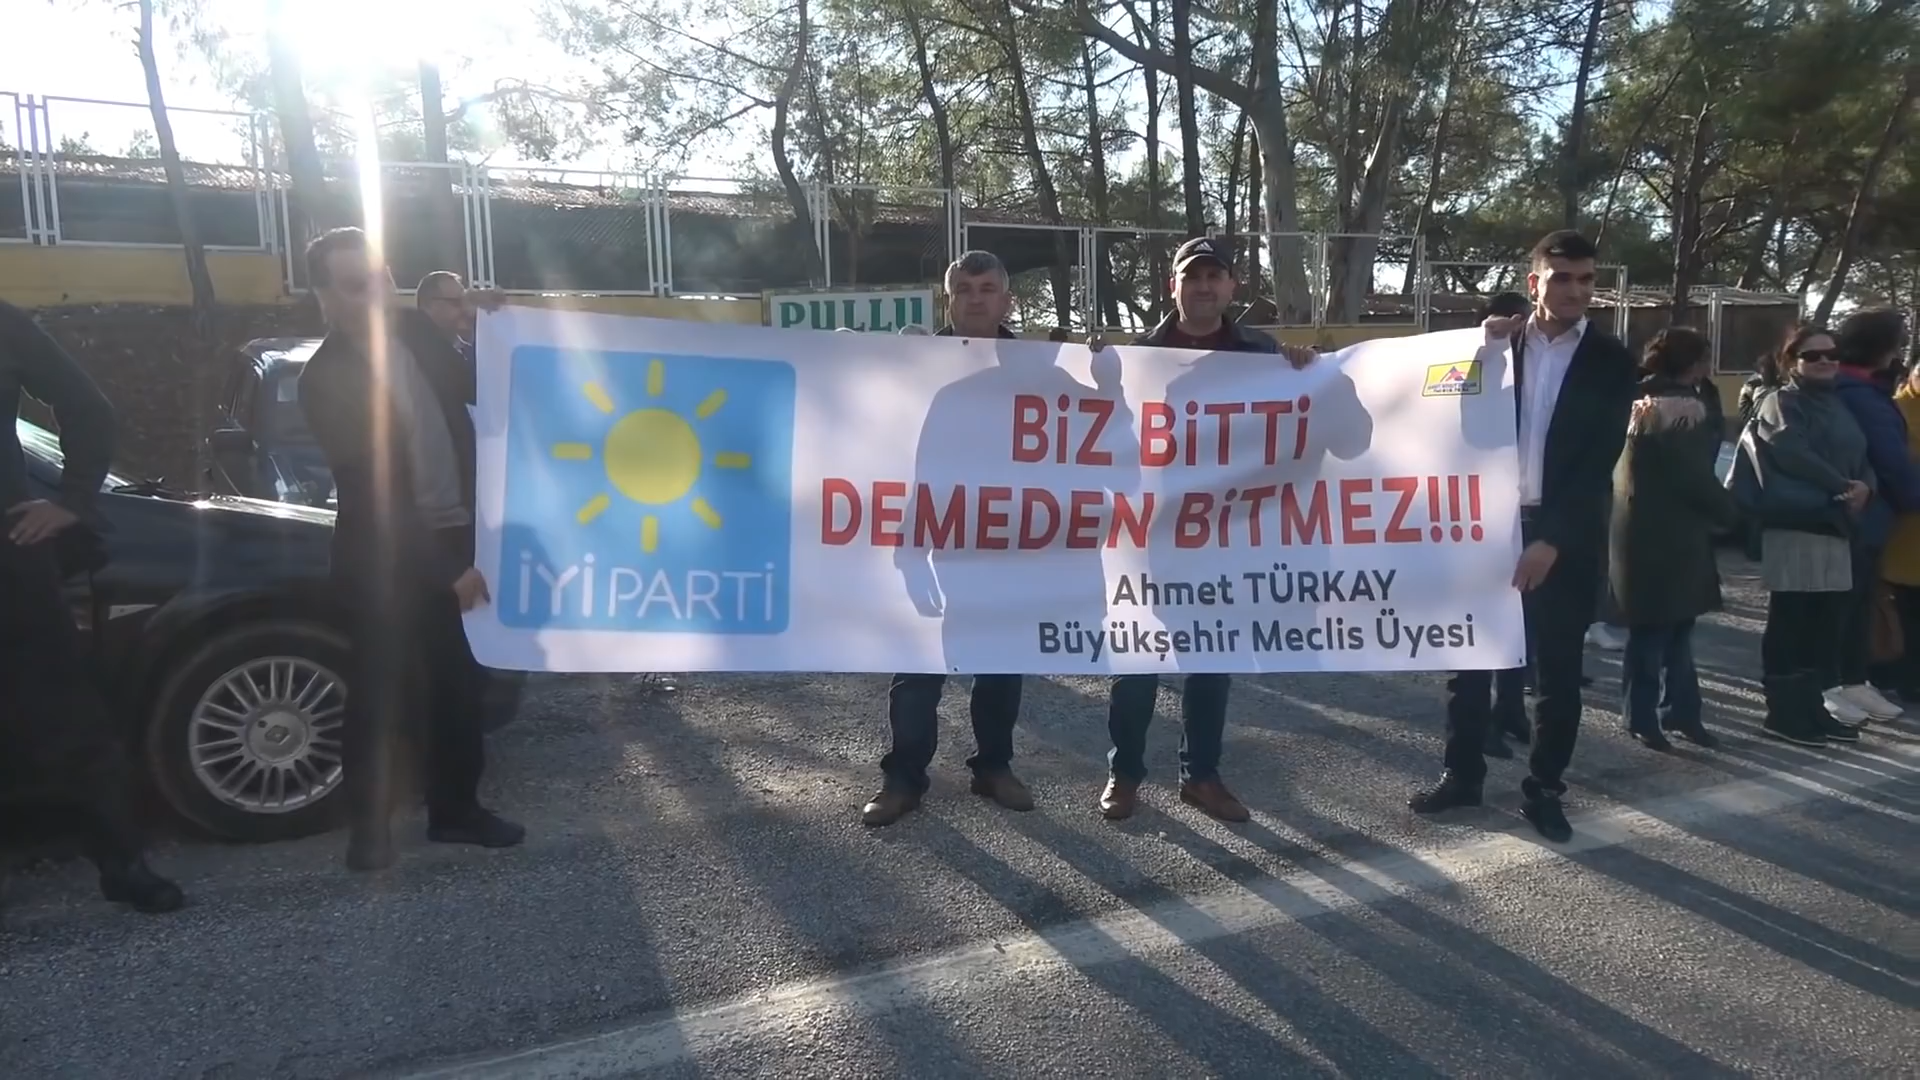 PULLU
BİZ BİTTİ
DEMEDEN BİTMEZ!!!
İYİ PARTİ
Ahmet TÜRKAY
Büyükşehir Meclis Üyesi